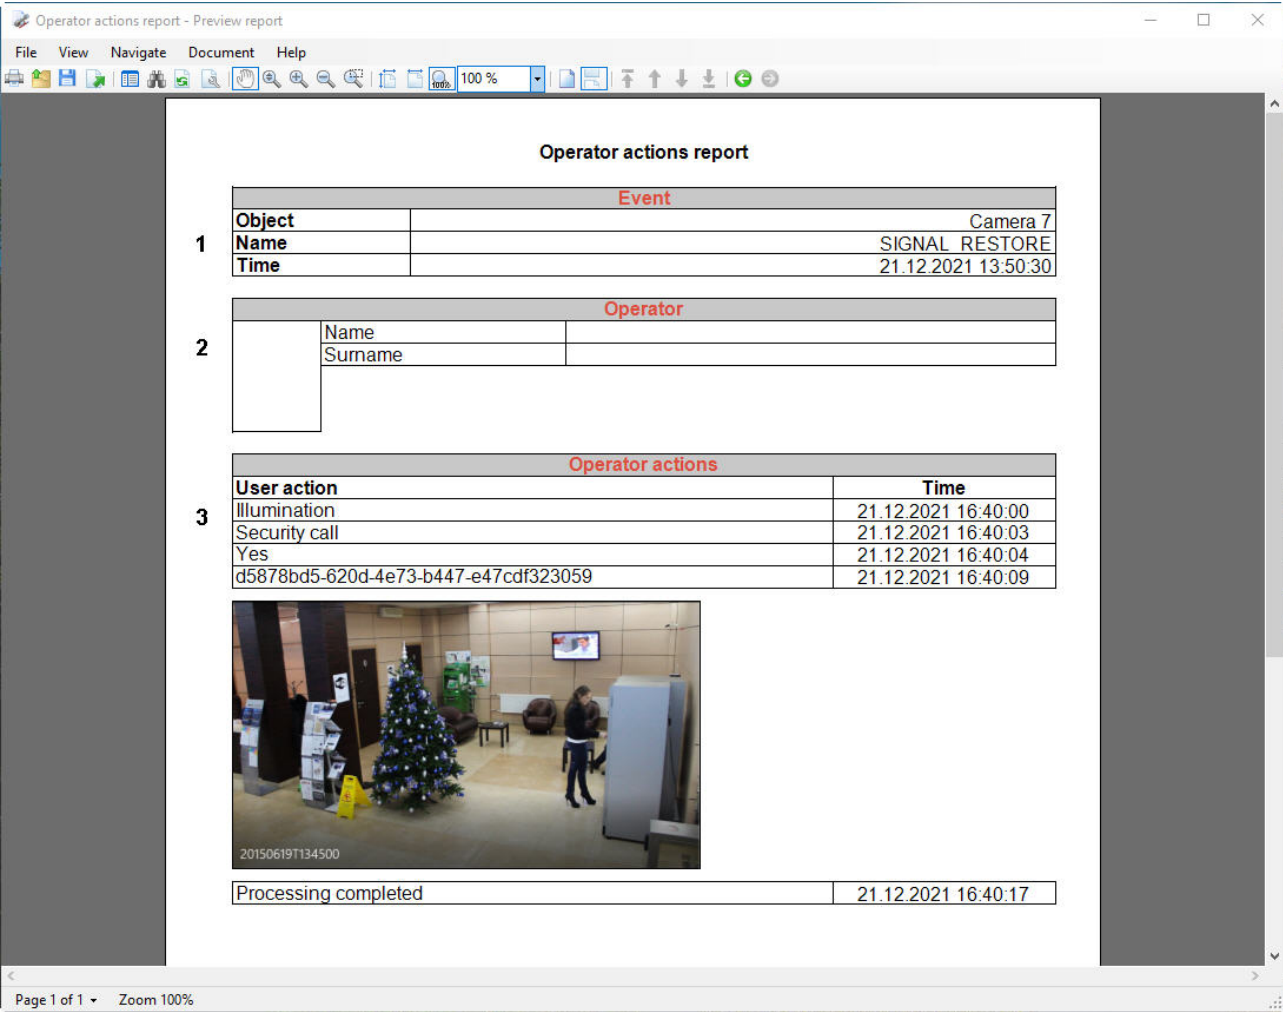 Operator actions report - Preview report
File View Navigate Document Help
100%
100 %
Operator actions report
Event
1
Object Camera 7
Name SIGNAL_RESTORE
Time 21.12.2021 13:50:30
Operator
2
Name
Surname
Operator actions
3
User action Time
Illumination 21.12.2021 16:40:00
Security call 21.12.2021 16:40:03
Yes 21.12.2021 16:40:04
d5878bd5-620d-4e73-b447-e47cdf323059 21.12.2021 16:40:09
20150619T134500
Processing completed 21.12.2021 16:40:17
Page 1 of 1 Zoom 100%